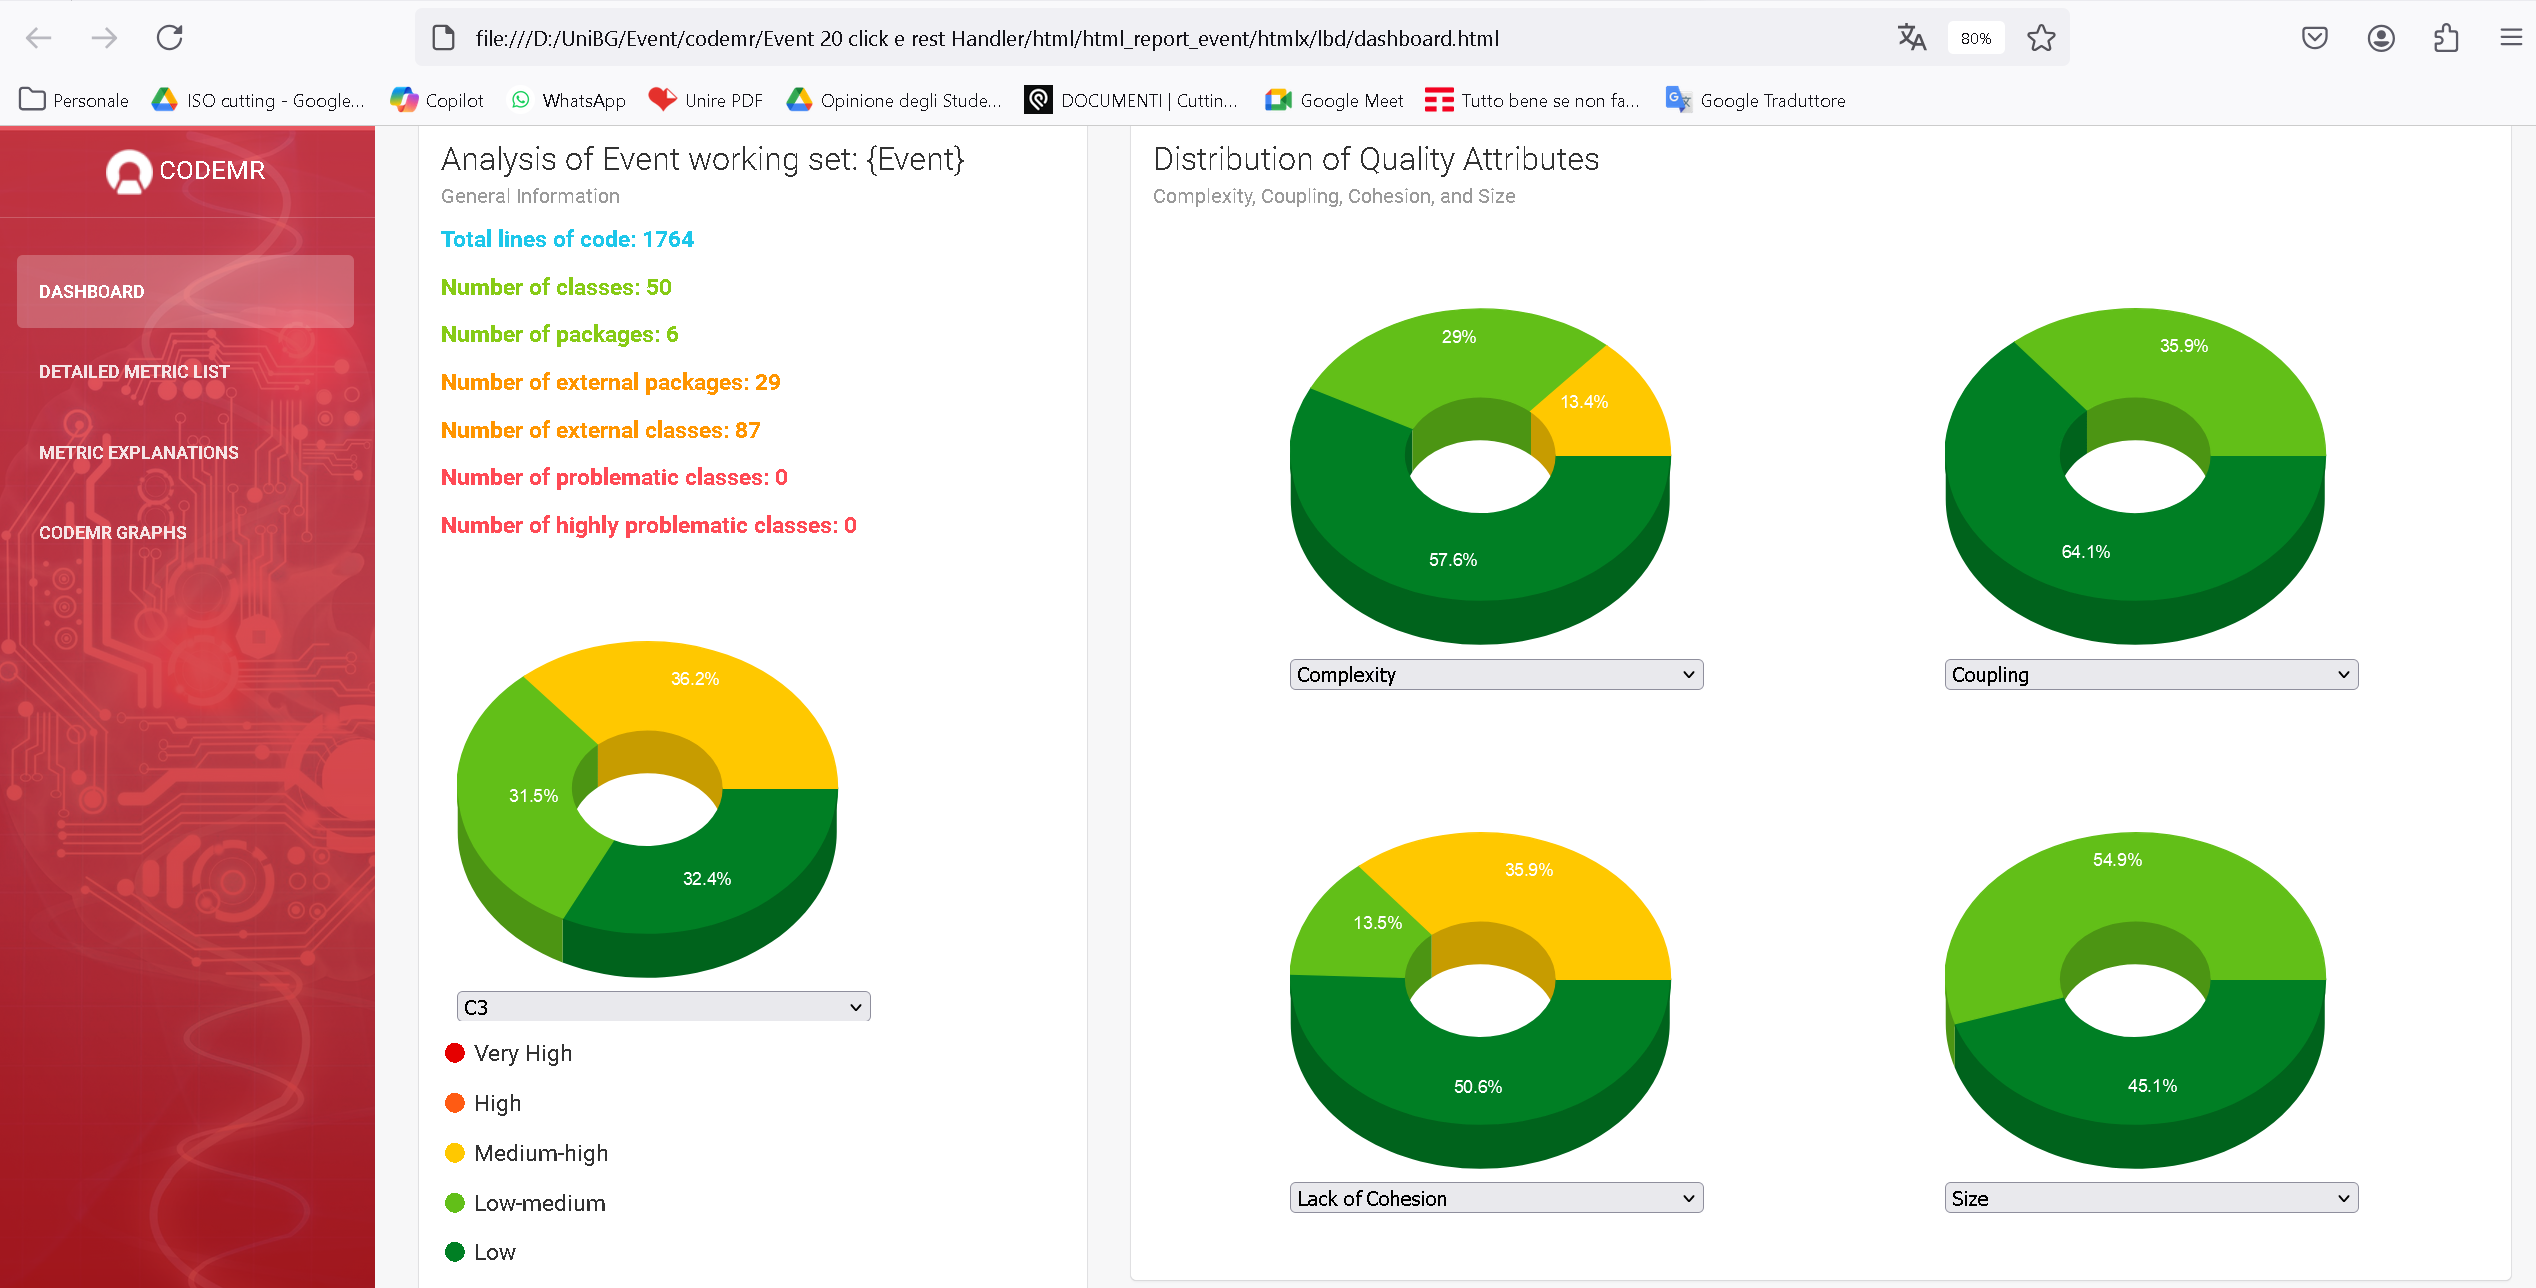 file:///D:/UniBG/Event/codemr/Event 20 click e rest Handler/html/html_report_event/htmlx/lbd/dashboard.html
80%
Personale
ISO cutting - Google...
Copilot
WhatsApp
Unire PDF
Opinione degli Stude...
DOCUMENTI | Cuttin...
Google Meet
Tutto bene se non fa...
Google Traduttore
CODEMR
DASHBOARD
DETAILED METRIC LIST
METRIC EXPLANATIONS
CODEMR GRAPHS
Analysis of Event working set: {Event}
General Information
Total lines of code: 1764
Number of classes: 50
Number of packages: 6
Number of external packages: 29
Number of external classes: 87
Number of problematic classes: 0
Number of highly problematic classes: 0
36.2%
31.5%
32.4%
C3
Very High
High
Medium-high
Low-medium
Low
Distribution of Quality Attributes
Complexity, Coupling, Cohesion, and Size
29%
13.4%
57.6%
Complexity
35.9%
64.1%
Coupling
35.9%
13.5%
50.6%
Lack of Cohesion
54.9%
45.1%
Size